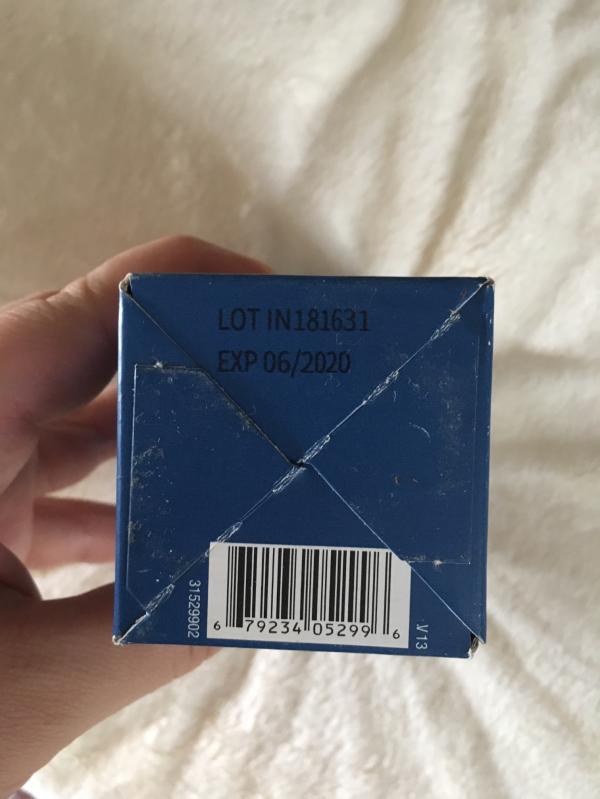 LOT IN181631
EXP 06/2020
31529902
6 79234 05299 6
V13